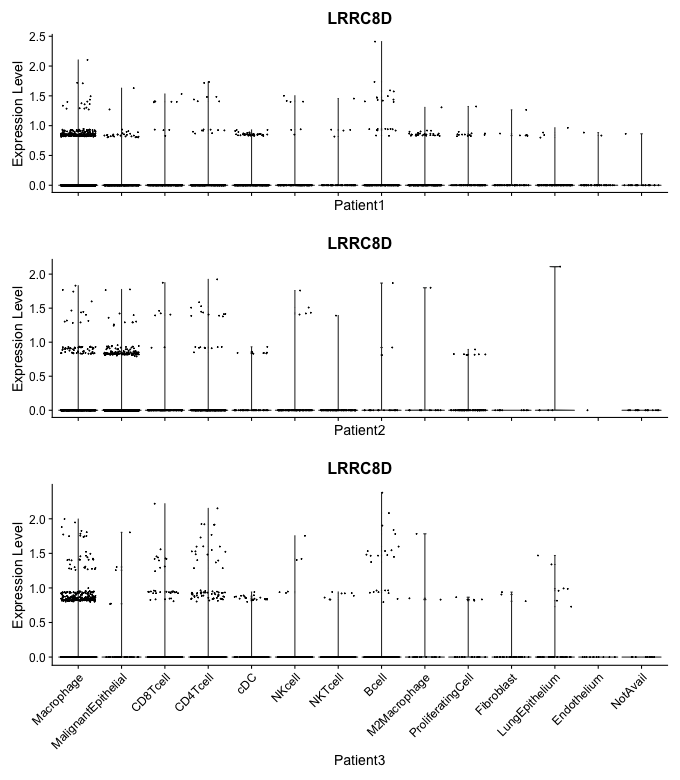 LRRC8D
Expression Level
2.5
2.0
1.5
1.0
0.5
0.0
Patient1
LRRC8D
Expression Level
2.0
1.5
1.0
0.5
0.0
Patient2
LRRC8D
Expression Level
2.0
1.5
1.0
0.5
0.0
Macrophage
MalignantEpithelial
CD8Tcell
CD4Tcell
cDC
NKcell
NKTcell
Bcell
M2Macrophage
ProliferatingCell
Fibroblast
LungEpithelium
Endothelium
NotAvail
Patient3